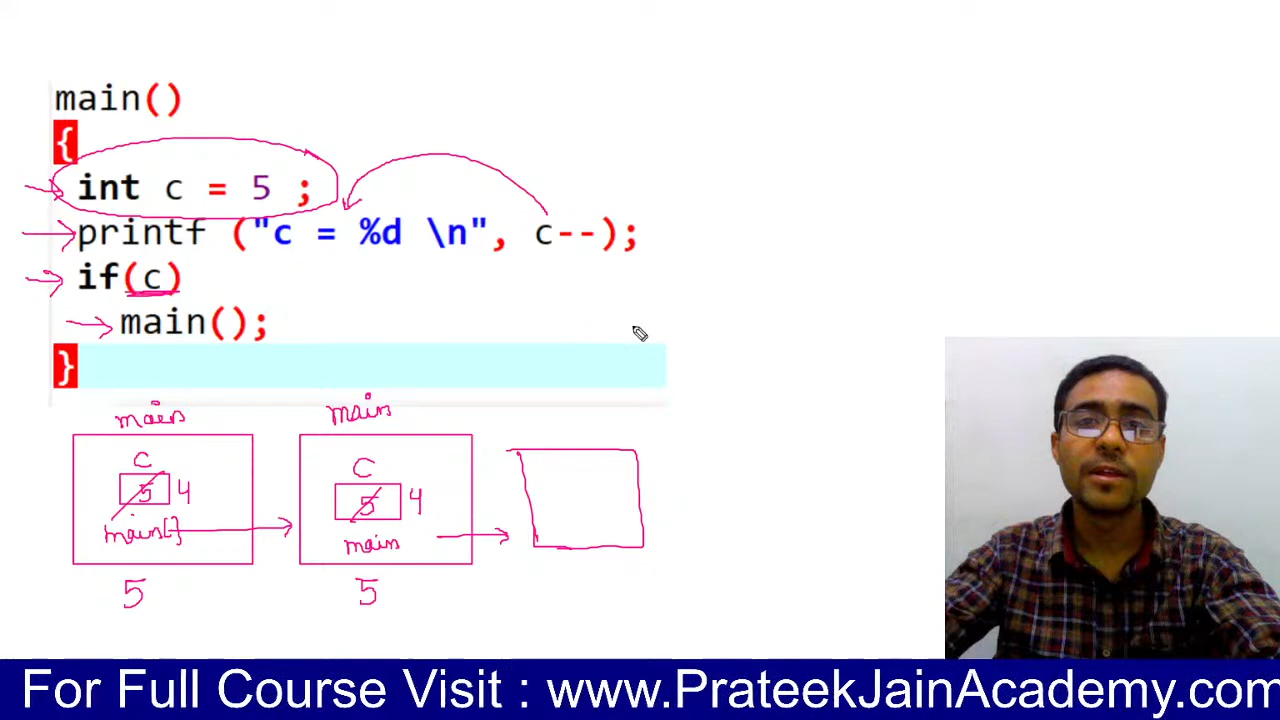 main()
{
int c = 5 ;
printf ("c = %d \n", c--);
if(c)
main();
}
main main
C C
5 4 5 4
main() main
5 5
For Full Course Visit : www.PrateekJainAcademy.com